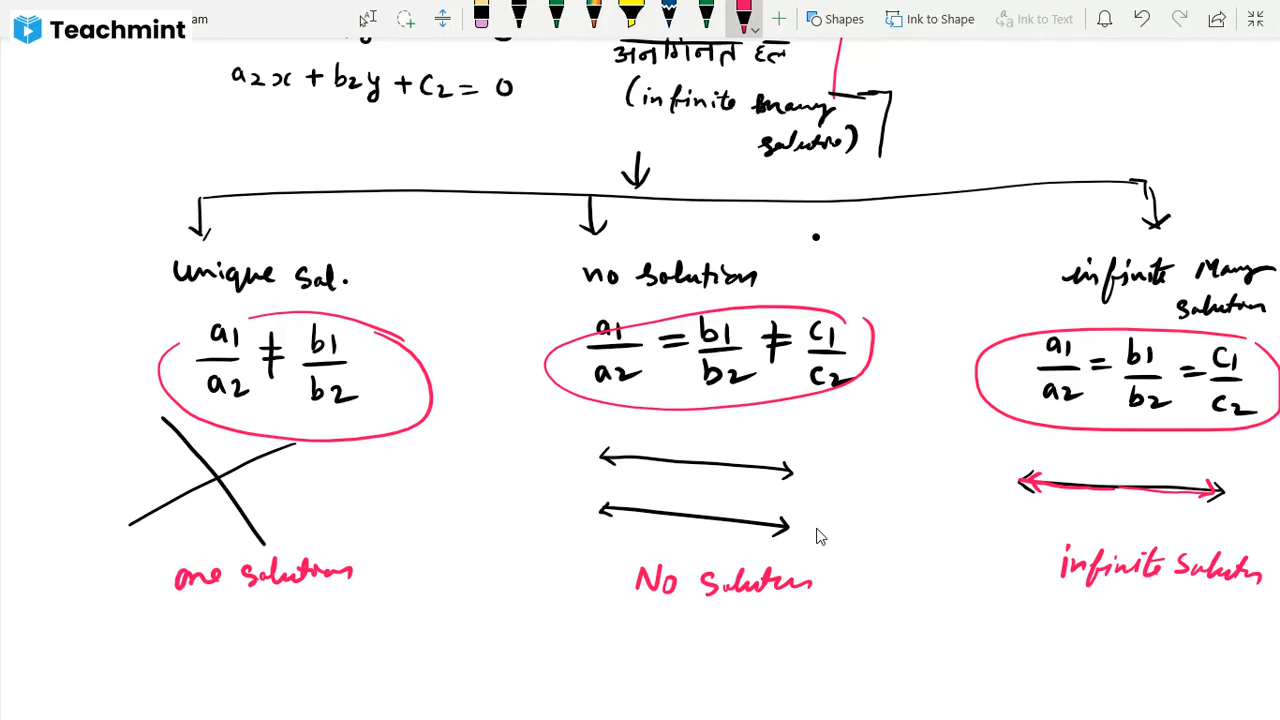 Teachmint
am
Shapes
Ink to Shape
Ink to Text
अनगिनत हल
a2x + b2y + c2 = 0
(infinite many
solution)
unique sol.
no solution
infinite Many
solution
a1/a2 ≠ b1/b2
a1/a2 = b1/b2 ≠ c1/c2
a1/a2 = b1/b2 = c1/c2
one solution
No solution
infinite solution